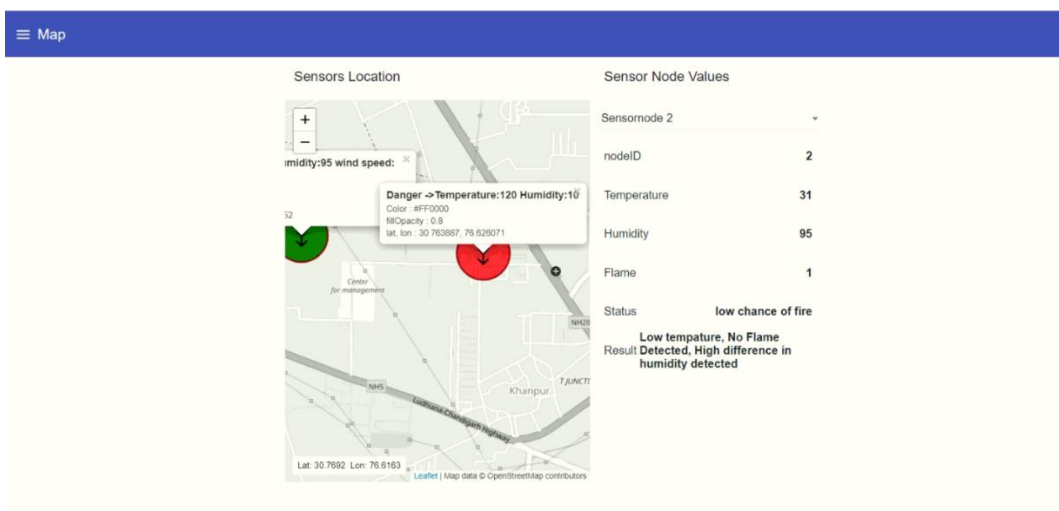 Map
Sensors Location
+
−
umidity:95 wind speed:
52
Danger ->Temperature:120 Humidity:10
Color : #FF0000
fillOpacity : 0.8
lat, lon : 30.763887, 76.626071
Center
for management
NH20
NH5
Khanpur
T JUNCTI
Ludhiana-Chandigarh Highway
Lat: 30.7692 Lon: 76.6163
Leaflet | Map data © OpenStreetMap contributors
Sensor Node Values
Sensornode 2
nodeID 2
Temperature 31
Humidity 95
Flame 1
Status low chance of fire
Low tempature, No Flame
Result Detected, High difference in
humidity detected